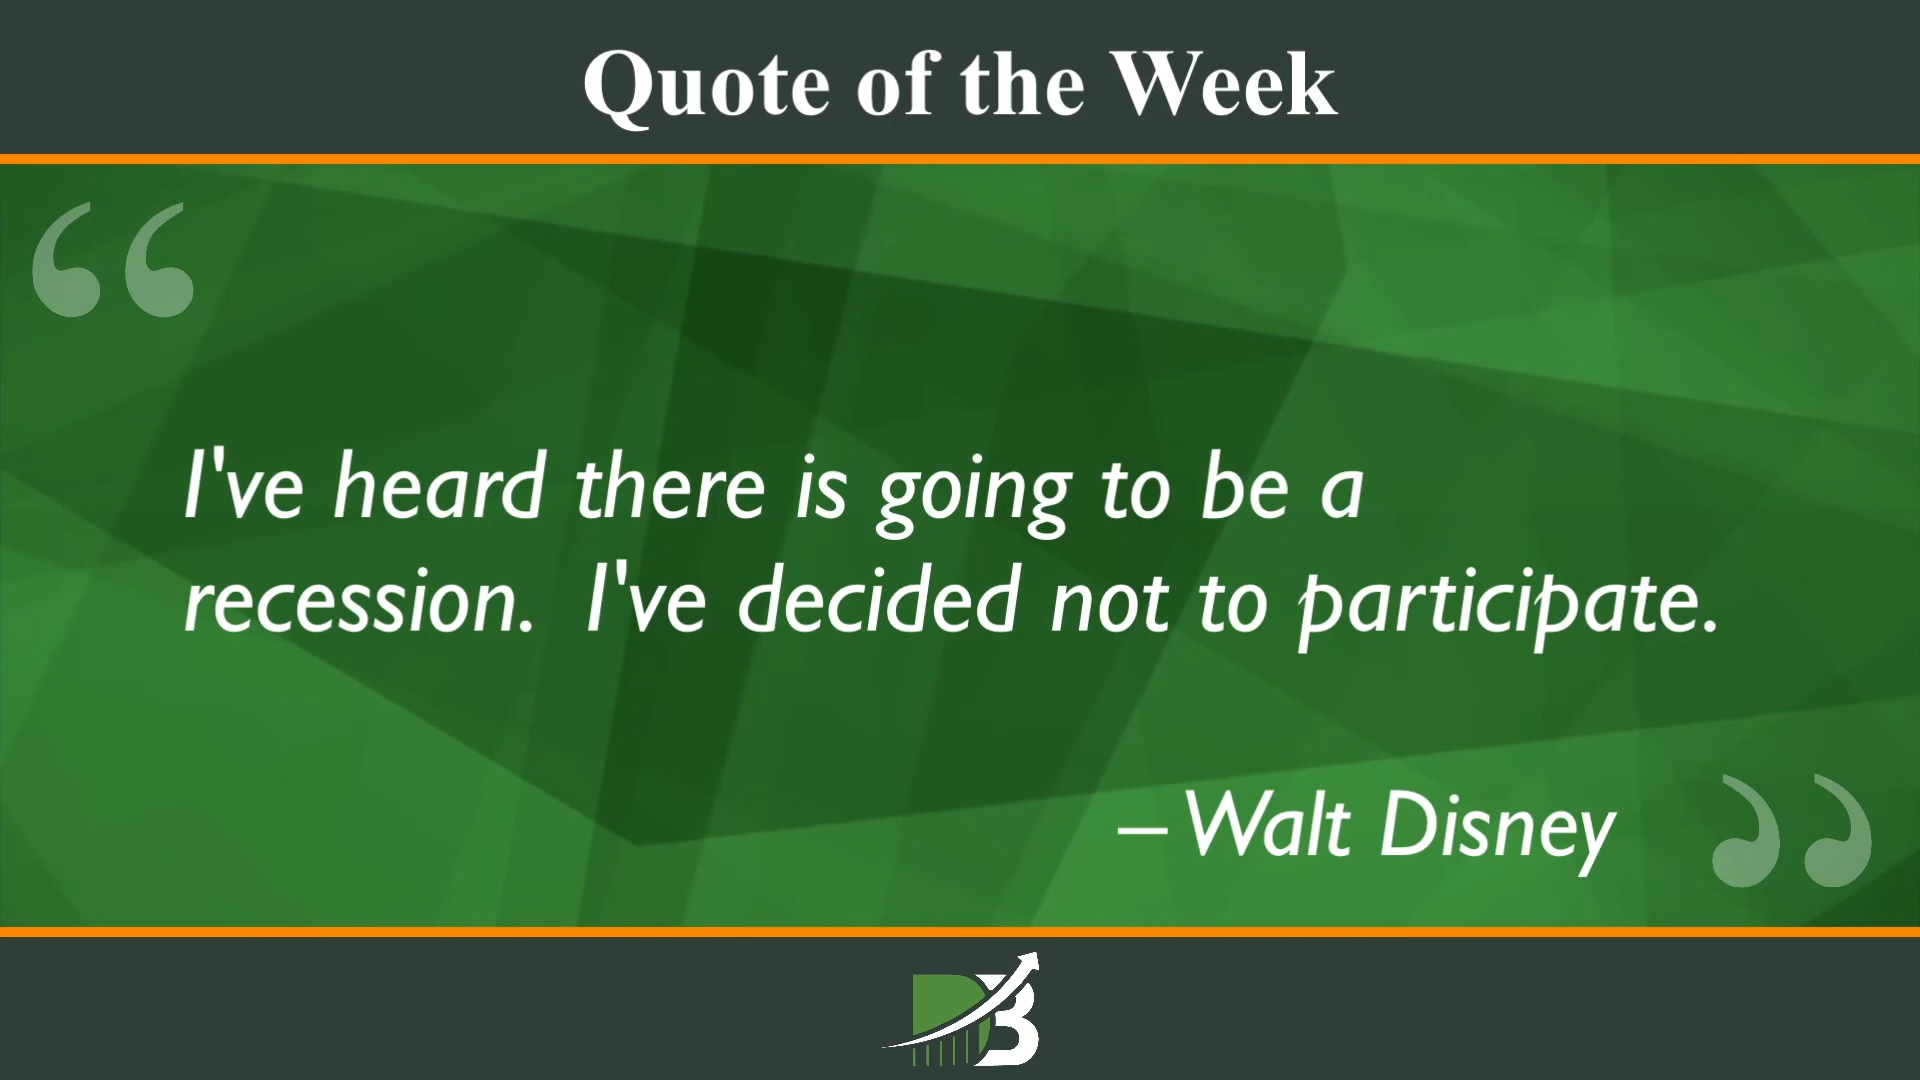 Quote of the Week
“
I've heard there is going to be a
recession.  I've decided not to participate.
– Walt Disney
”
DB